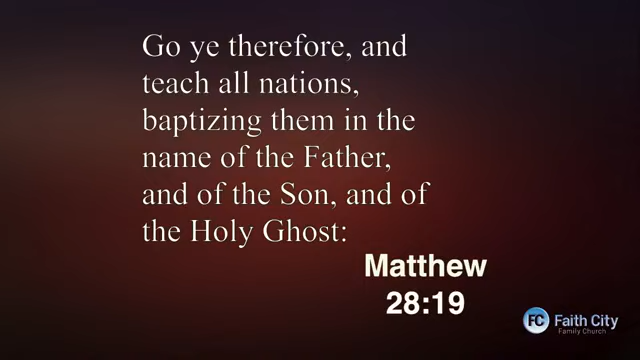 Go ye therefore, and
teach all nations,
baptizing them in the
name of the Father,
and of the Son, and of
the Holy Ghost:
Matthew
28:19
FC Faith City
Family Church